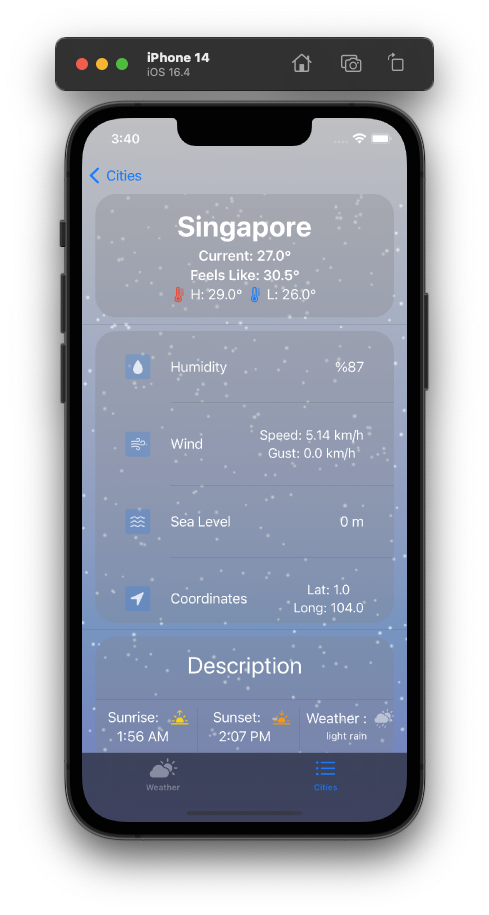 iPhone 14
iOS 16.4
3:40
Cities
Singapore
Current: 27.0°
Feels Like: 30.5°
H: 29.0° L: 26.0°
Humidity %87
Wind Speed: 5.14 km/h
Gust: 0.0 km/h
Sea Level 0 m
Coordinates Lat: 1.0
Long: 104.0
Description
Sunrise: Sunset: Weather :
1:56 AM 2:07 PM light rain
Weather Cities